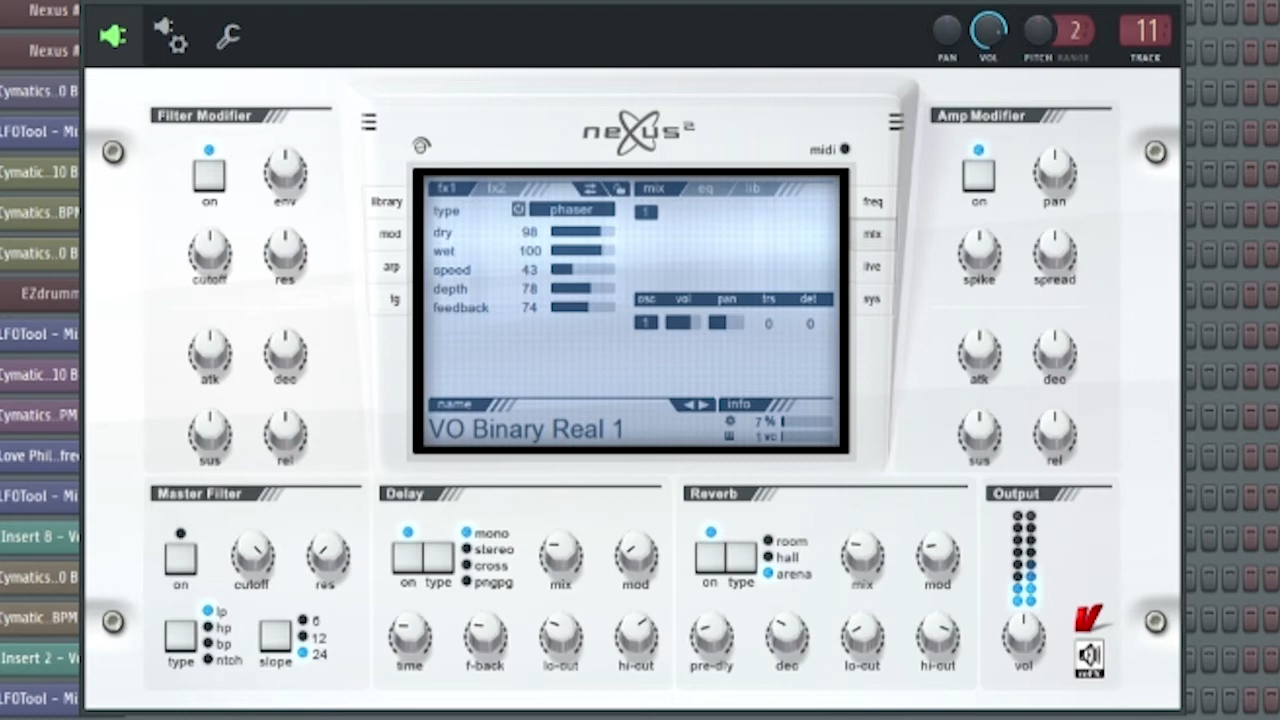 Nexus
Nexus #
Cymatics..0 B
LFOTool - Mi
Cymatic..10 B
Cymatics..BPM
Cymatics..0 B
EZdrumm
LFOTool - Mi
Cymatic..10 B
Cymatics..PM
Love Phil..free
LFOTool - Mi
Insert 8 - Ve
Cymatics..0 B
Cymatic..BPM
Insert 2 - Ve
LFOTool - Mi
PAN VOL PITCH RANGE 2 11 TRACK
Filter Modifier
on env
cutoff res
atk dec
sus rel
nexus2
midi
library
mod
arp
tg
freq
mix
live
sys
fx1 fx2 mix eq lib
type phaser 1
dry 98
wet 100
speed 43
depth 78
feedback 74
osc vol pan trs det
1 0 0
name info
VO Binary Real 1
7 %
1 vc
Amp Modifier
on pan
spike spread
atk dec
sus rel
Master Filter
on cutoff res
type
lp
hp
bp
ntch
slope
6
12
24
Delay
on type
mono
stereo
cross
pngpg
mix mod
time f-back lo-cut hi-cut
Reverb
on type
room
hall
arena
mix mod
pre-dly dec lo-cut hi-cut
Output
vol